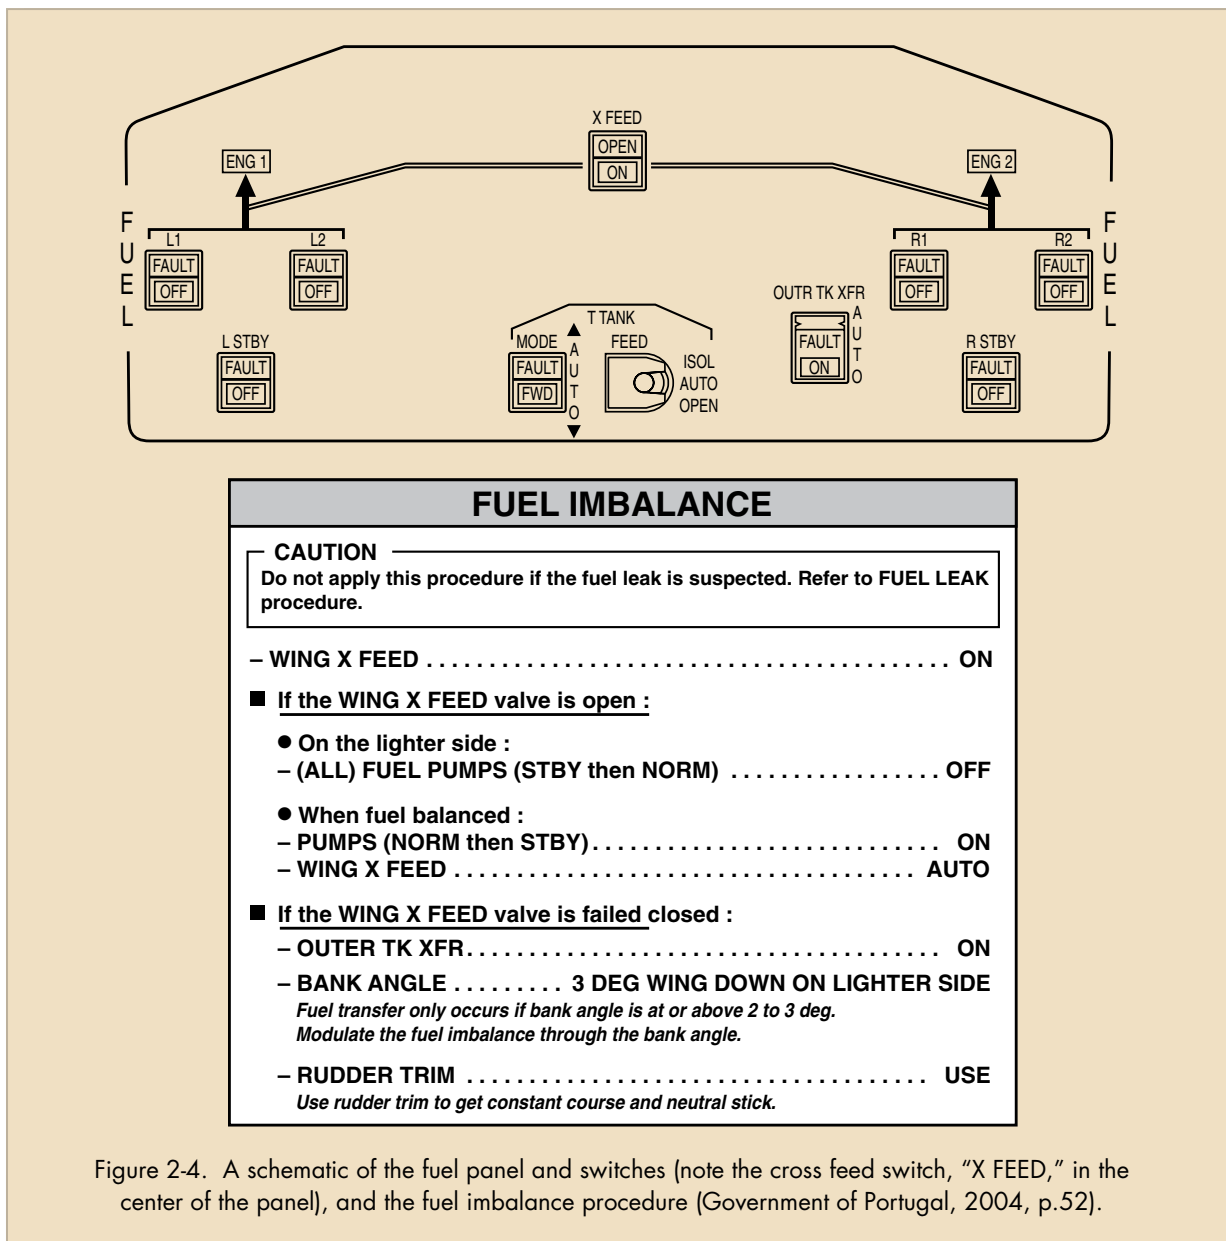 X FEED
OPEN
ON
ENG 1
ENG 2
FUEL
FUEL
L1
FAULT
OFF
L2
FAULT
OFF
R1
FAULT
OFF
R2
FAULT
OFF
OUTR TK XFR
FAULT
ON
AUTO
L STBY
FAULT
OFF
T TANK
MODE
FAULT
FWD
AUTO
FEED
ISOL
AUTO
OPEN
R STBY
FAULT
OFF
FUEL IMBALANCE
CAUTION
Do not apply this procedure if the fuel leak is suspected. Refer to FUEL LEAK
procedure.
– WING X FEED . . . . . . . . . . . . . . . . . . . . . . . . . . . . . . . . . . . . . . . . . . ON
■ If the WING X FEED valve is open :
● On the lighter side :
– (ALL) FUEL PUMPS (STBY then NORM) . . . . . . . . . . . . . . . . . OFF
● When fuel balanced :
– PUMPS (NORM then STBY) . . . . . . . . . . . . . . . . . . . . . . . . . . . . ON
– WING X FEED . . . . . . . . . . . . . . . . . . . . . . . . . . . . . . . . . . . . . AUTO
■ If the WING X FEED valve is failed closed :
– OUTER TK XFR. . . . . . . . . . . . . . . . . . . . . . . . . . . . . . . . . . . . . . ON
– BANK ANGLE . . . . . . . . . 3 DEG WING DOWN ON LIGHTER SIDE
Fuel transfer only occurs if bank angle is at or above 2 to 3 deg.
Modulate the fuel imbalance through the bank angle.
– RUDDER TRIM . . . . . . . . . . . . . . . . . . . . . . . . . . . . . . . . . . . . . USE
Use rudder trim to get constant course and neutral stick.
Figure 2-4. A schematic of the fuel panel and switches (note the cross feed switch, “X FEED,” in the
center of the panel), and the fuel imbalance procedure (Government of Portugal, 2004, p.52).